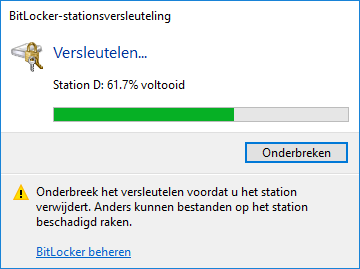 BitLocker-stationsversleuteling
Versleutelen...
Station D: 61.7% voltooid
Onderbreken
Onderbreek het versleutelen voordat u het station
verwijdert. Anders kunnen bestanden op het station
beschadigd raken.
BitLocker beheren